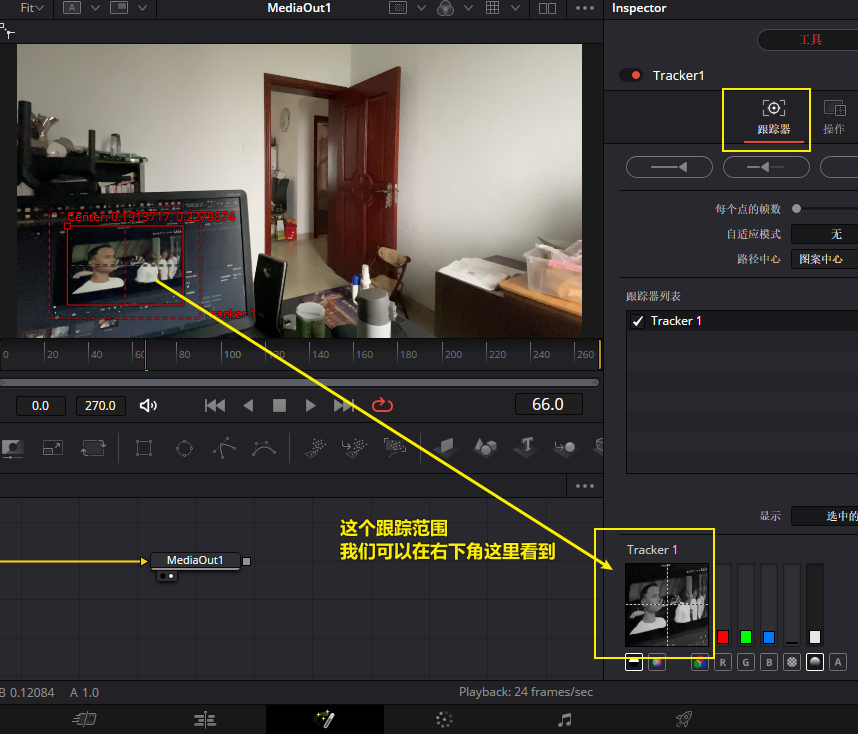 Fit
A
MediaOut1
Inspector
工具
Tracker1
跟踪器
操作
每个点的帧数
自适应模式
无
路径中心
图案中心
跟踪器列表
Tracker 1
Center: 0.1913717, 0.2279874
Tracker 1
0 20 40 60 80 100 120 140 160 180 200 220 240 260
0.0
270.0
66.0
T
这个跟踪范围
我们可以在右下角这里看到
显示
选中的
Tracker 1
MediaOut1
R G B A
B 0.12084 A 1.0
Playback: 24 frames/sec